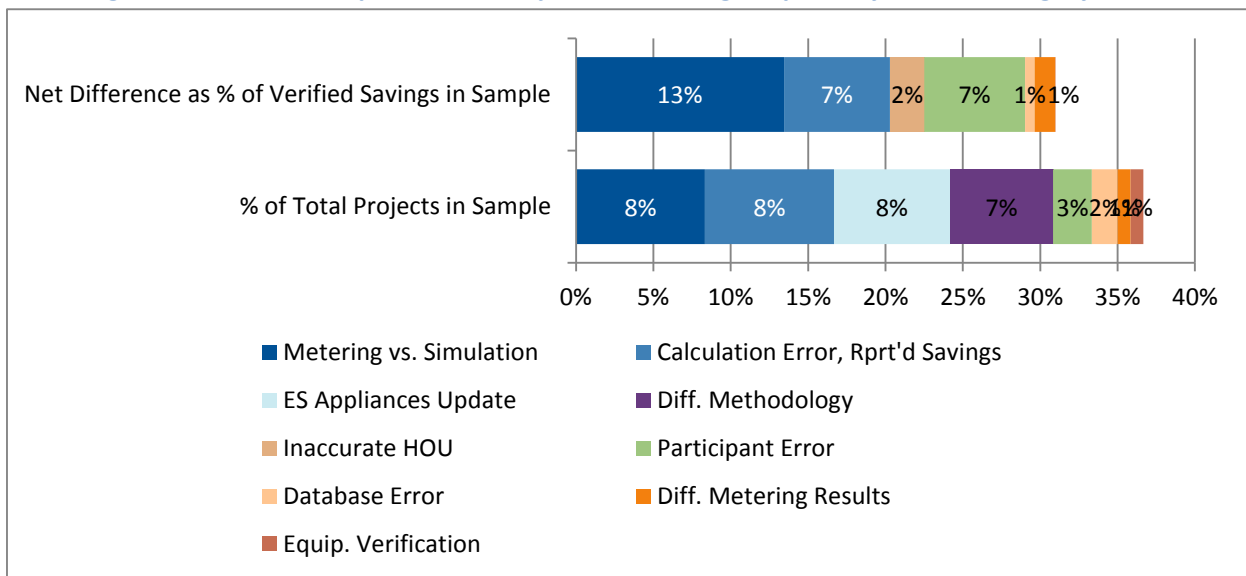 Net Difference as % of Verified Savings in Sample
13% 7% 2% 7% 1% 1%
% of Total Projects in Sample
8% 8% 8% 7% 3% 2% 1% 1%
0% 5% 10% 15% 20% 25% 30% 35% 40%
Metering vs. Simulation Calculation Error, Rprt'd Savings
ES Appliances Update Diff. Methodology
Inaccurate HOU Participant Error
Database Error Diff. Metering Results
Equip. Verification